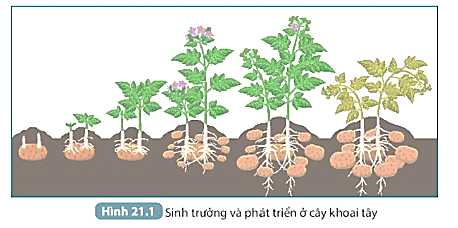 Hình 21.1 Sinh trưởng và phát triển ở cây khoai tây